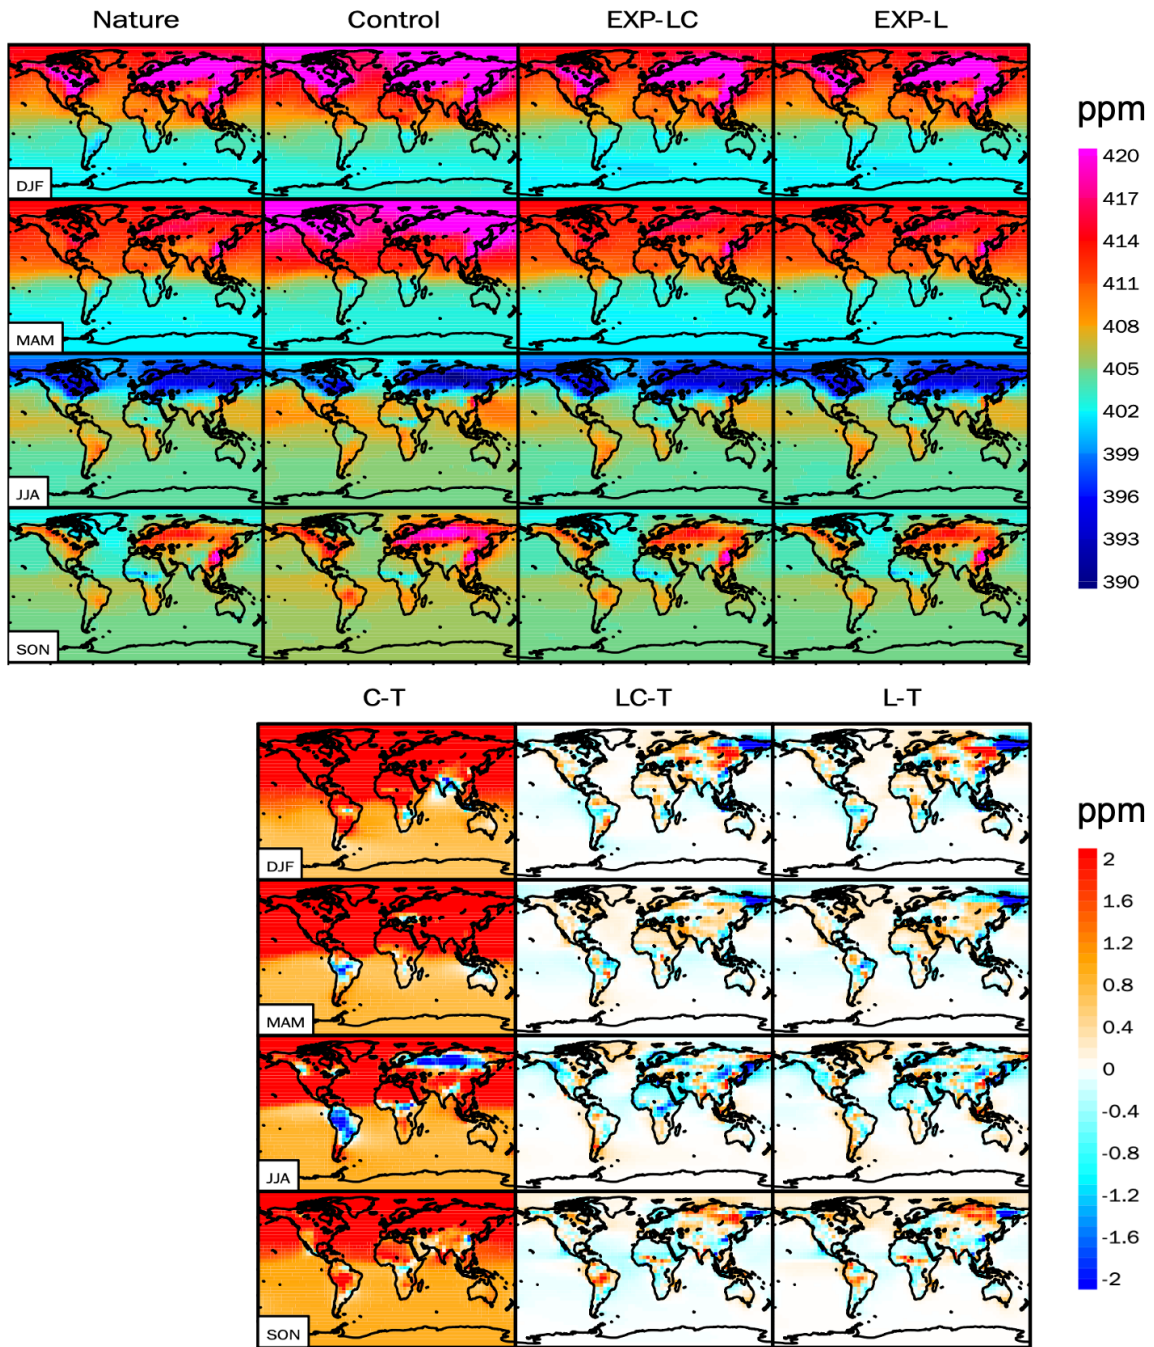 Nature Control EXP-LC EXP-L
ppm
DJF
420
417
414
411
408
405
402
399
396
393
390
MAM
JJA
SON
C-T LC-T L-T
ppm
DJF
2
1.6
1.2
0.8
0.4
0
-0.4
-0.8
-1.2
-1.6
-2
MAM
JJA
SON